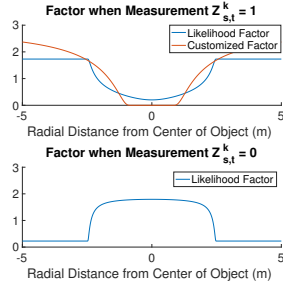 Factor when Measurement Z^k_{s,t} = 1
3
2
1
0
Likelihood Factor
Customized Factor
-5 0 5
Radial Distance from Center of Object (m)
Factor when Measurement Z^k_{s,t} = 0
3
2
1
0
Likelihood Factor
-5 0 5
Radial Distance from Center of Object (m)